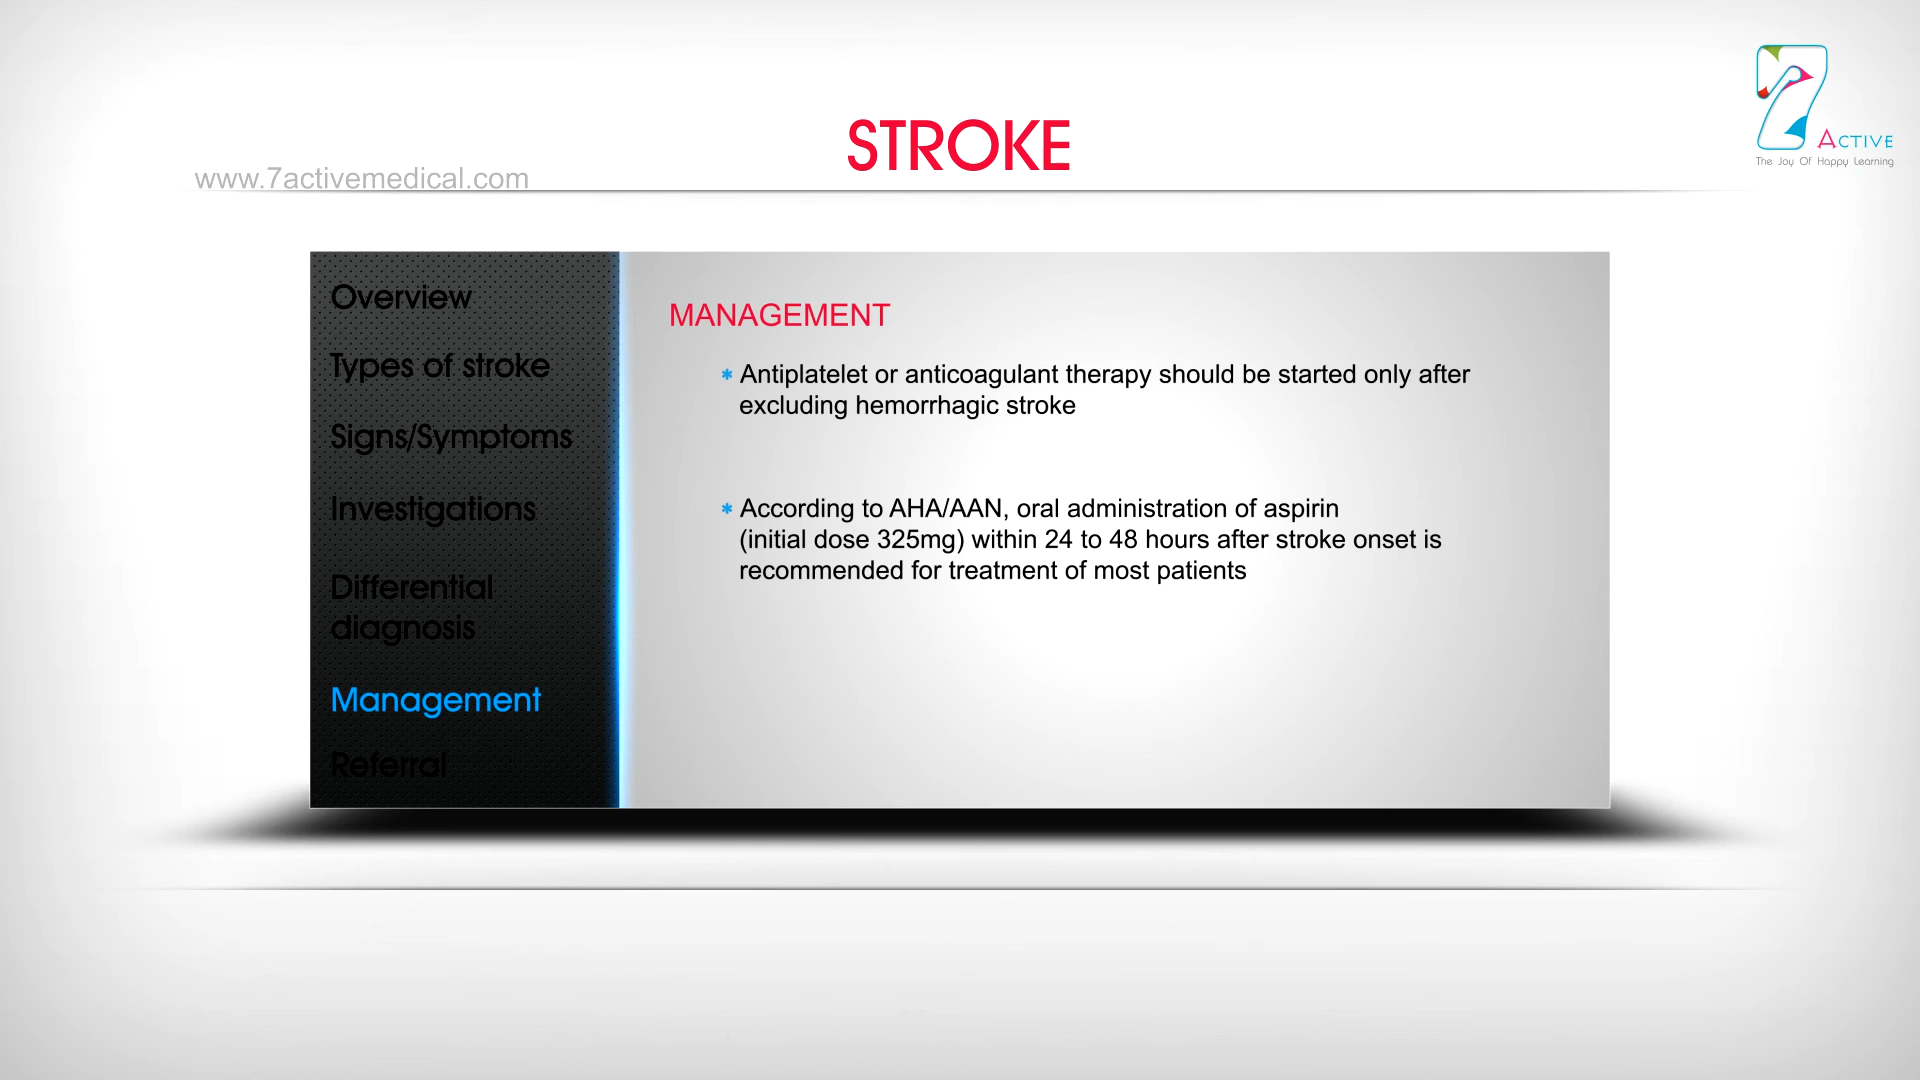 STROKE
www.7activemedical.com
7 ACTIVE
The Joy Of Happy Learning
Overview
Types of stroke
Signs/Symptoms
Investigations
Differential
diagnosis
Management
Referral
MANAGEMENT
* Antiplatelet or anticoagulant therapy should be started only after
excluding hemorrhagic stroke
* According to AHA/AAN, oral administration of aspirin
(initial dose 325mg) within 24 to 48 hours after stroke onset is
recommended for treatment of most patients